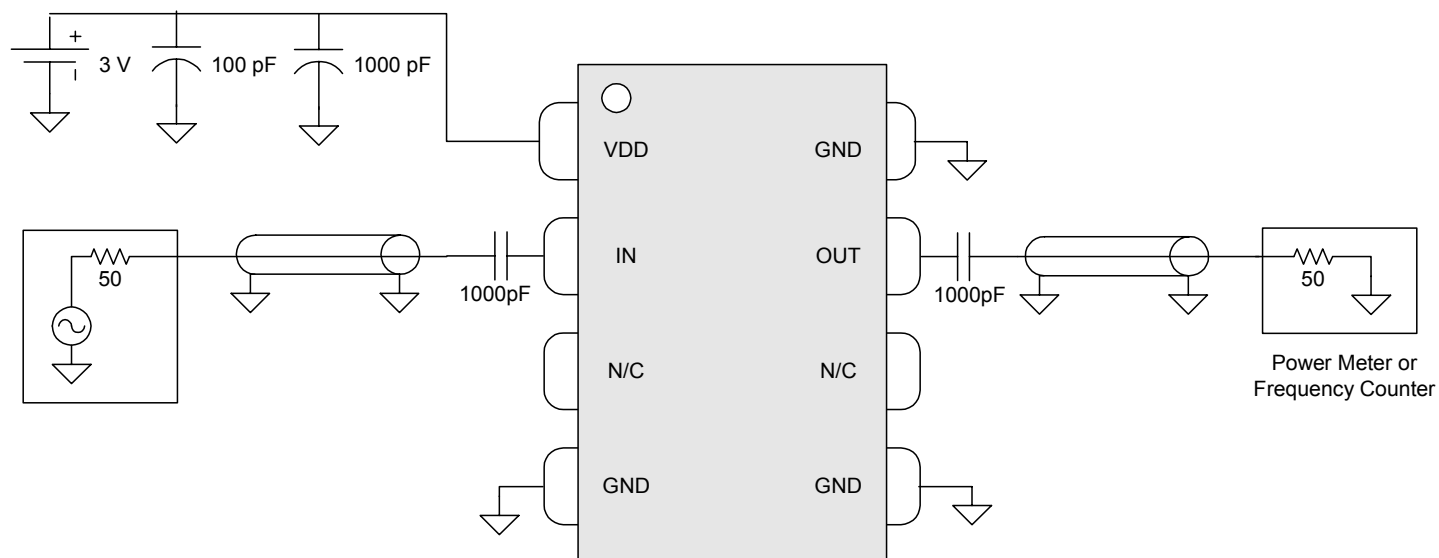 +
–
3 V
100 pF
1000 pF
VDD
GND
50
1000pF
IN
OUT
1000pF
50
N/C
N/C
Power Meter or
Frequency Counter
GND
GND